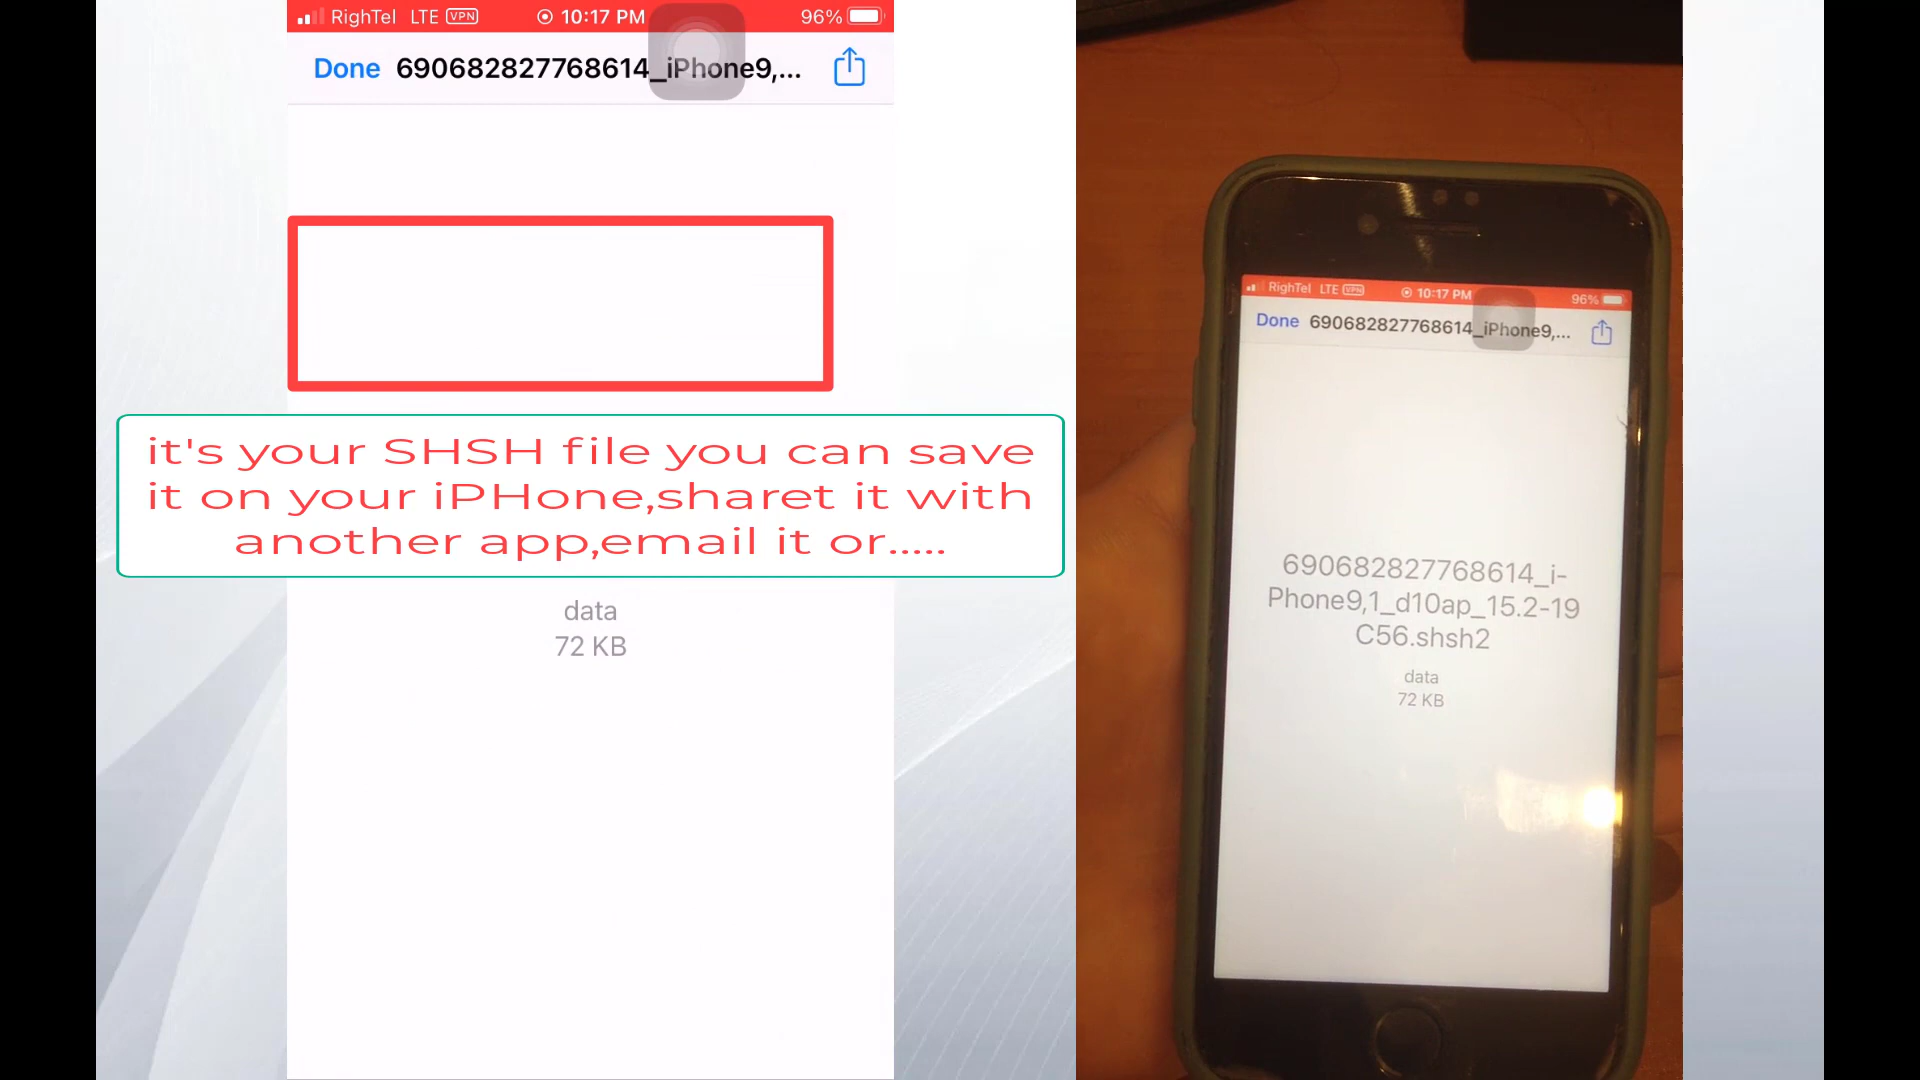 RighTel LTE VPN 10:17 PM 96%
Done 690682827768614_iPhone9,...
it's your SHSH file you can save
it on your iPHone,sharet it with
another app,email it or.....
data
72 KB
RighTel LTE VPN 10:17 PM 96%
Done 690682827768614_iPhone9,...
690682827768614_i-
Phone9,1_d10ap_15.2-19
C56.shsh2
data
72 KB